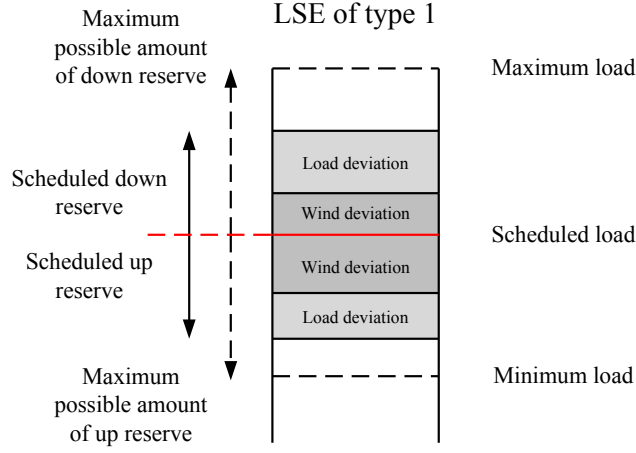 LSE of type 1
Maximum
possible amount
of down reserve
Maximum load
Load deviation
Scheduled down
reserve
Wind deviation
Scheduled load
Scheduled up
reserve
Wind deviation
Load deviation
Maximum
possible amount
of up reserve
Minimum load